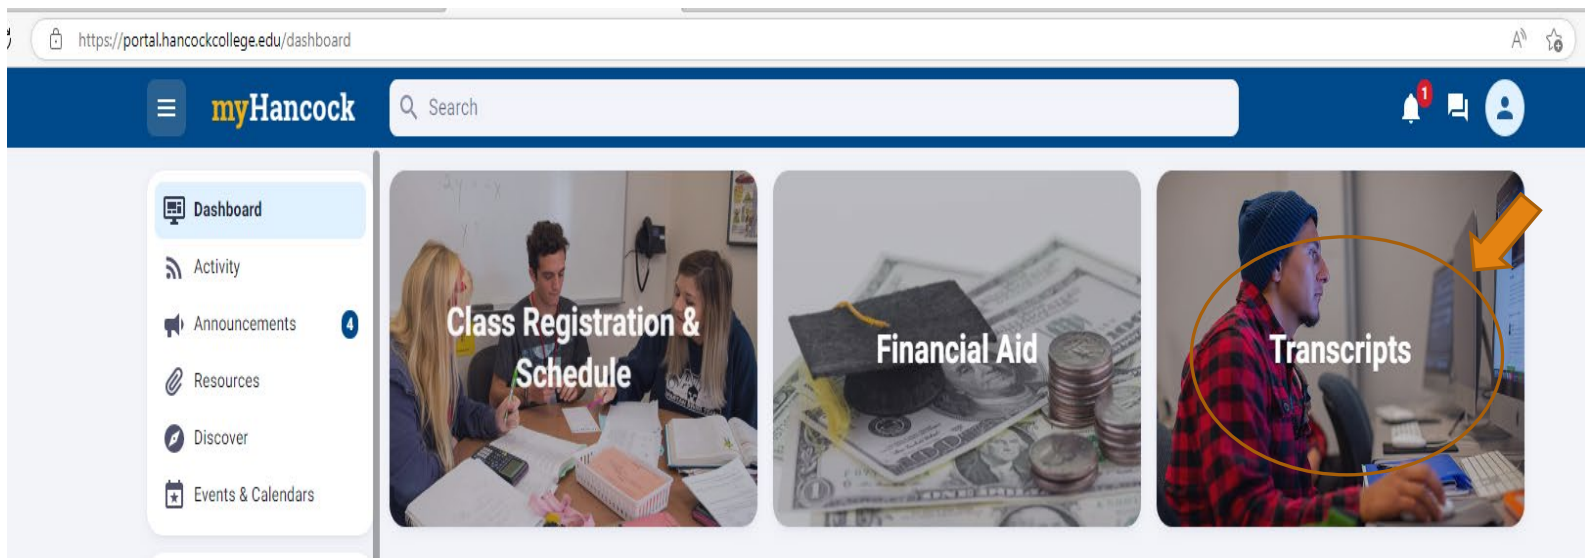 https://portal.hancockcollege.edu/dashboard
myHancock
Search
1
Dashboard
Activity
Announcements 4
Resources
Discover
Events & Calendars
Class Registration &
Schedule
Financial Aid
Transcripts